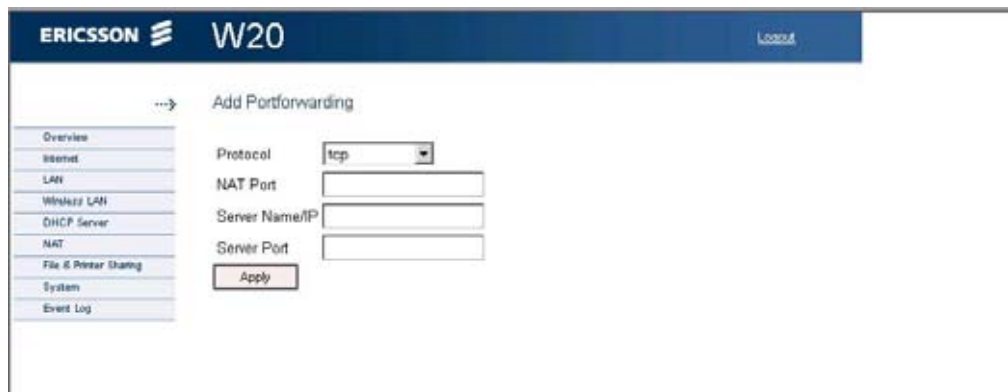 ERICSSON W20 Logout
Add Portforwarding
Overview
Internet
LAN
Wireless LAN
DHCP Server
NAT
File & Printer Sharing
System
Event Log
Protocol tcp
NAT Port
Server Name/IP
Server Port
Apply